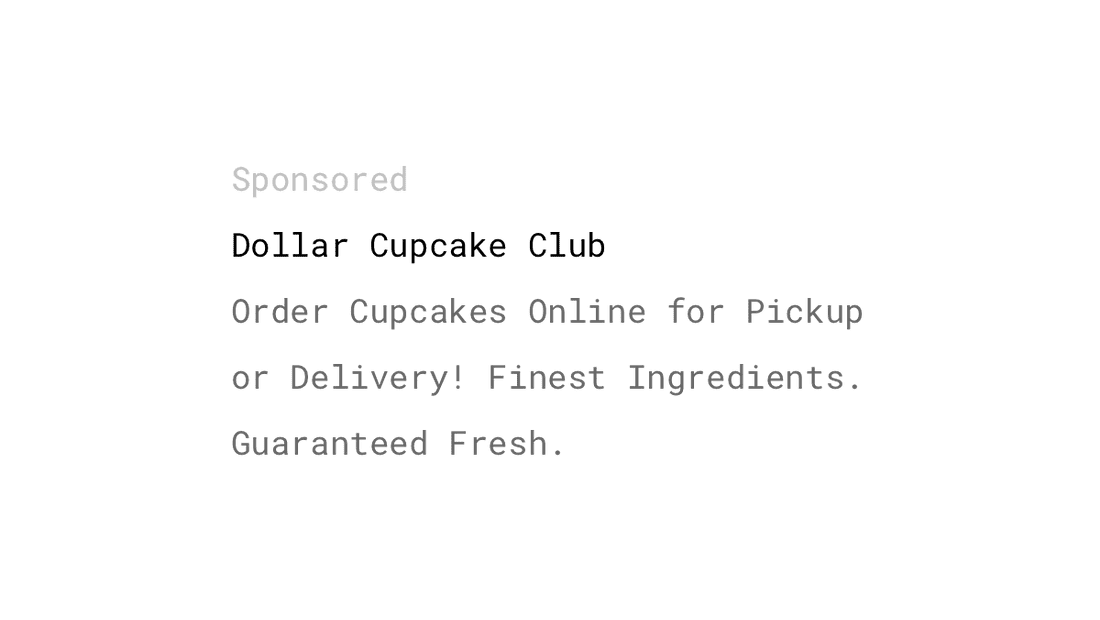 Sponsored
Dollar Cupcake Club
Order Cupcakes Online for Pickup
or Delivery! Finest Ingredients.
Guaranteed Fresh.